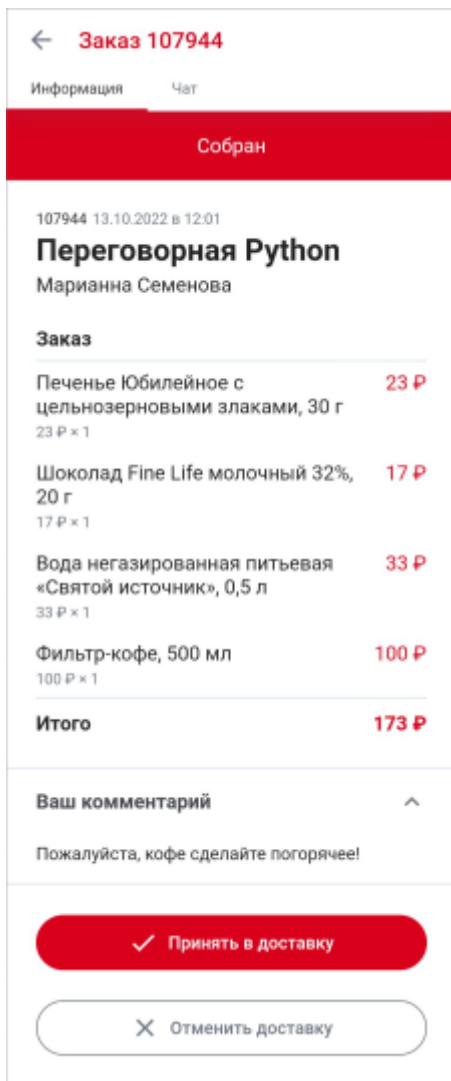 Заказ 107944
Информация Чат
Собран
107944 13.10.2022 в 12:01
Переговорная Python
Марианна Семенова
Заказ
Печенье Юбилейное с 23 ₽
цельнозерновыми злаками, 30 г
23 ₽ × 1
Шоколад Fine Life молочный 32%, 17 ₽
20 г
17 ₽ × 1
Вода негазированная питьевая 33 ₽
«Святой источник», 0,5 л
33 ₽ × 1
Фильтр-кофе, 500 мл 100 ₽
100 ₽ × 1
Итого 173 ₽
Ваш комментарий
Пожалуйста, кофе сделайте погорячее!
Принять в доставку
Отменить доставку